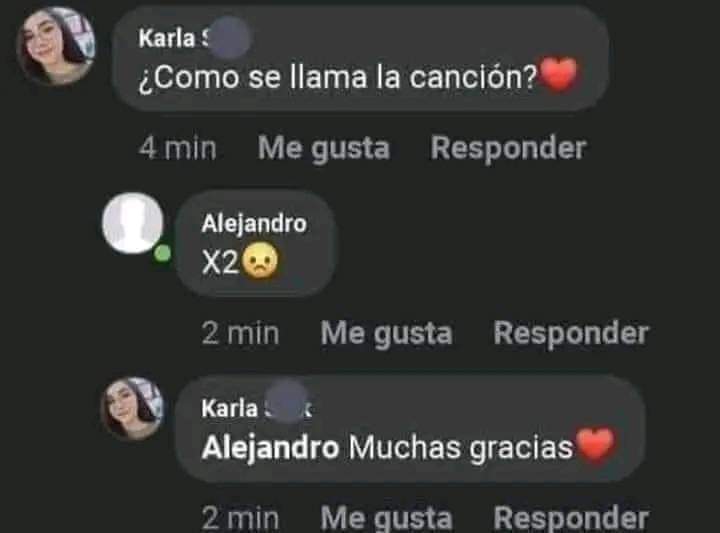 Karla
¿Como se llama la canción?❤️
4 min Me gusta Responder
Alejandro
X2☹️
2 min Me gusta Responder
Karla
Alejandro Muchas gracias❤️
2 min Me gusta Responder